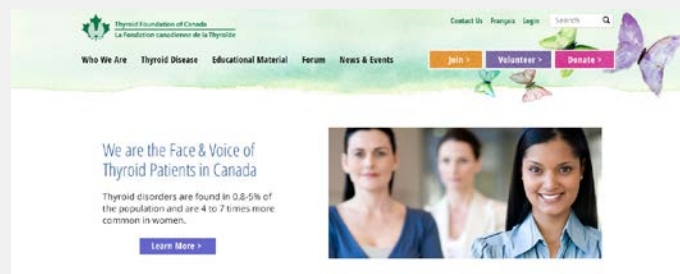 Thyroid Foundation of Canada
La Fondation canadienne de la Thyroïde
Contact Us Français Login Search
Who We Are Thyroid Disease Educational Material Forum News & Events
Join > Volunteer > Donate >
We are the Face & Voice of
Thyroid Patients in Canada
Thyroid disorders are found in 0.8-5% of
the population and are 4 to 7 times more
common in women.
Learn More >